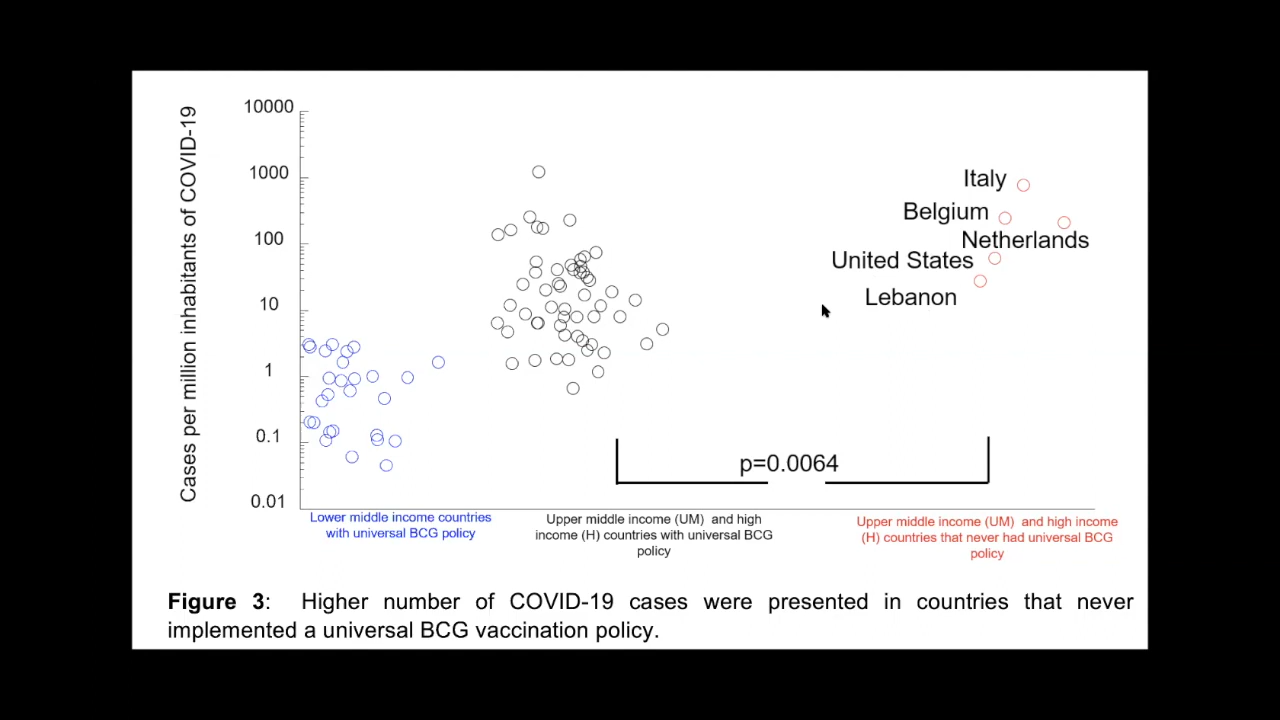 Cases per million inhabitants of COVID-19
10000
1000
100
10
1
0.1
0.01
Italy
Belgium
Netherlands
United States
Lebanon
p=0.0064
Lower middle income countries
with universal BCG policy
Upper middle income (UM) and high
income (H) countries with universal BCG
policy
Upper middle income (UM) and high income
(H) countries that never had universal BCG
policy
Figure 3: Higher number of COVID-19 cases were presented in countries that never
implemented a universal BCG vaccination policy.